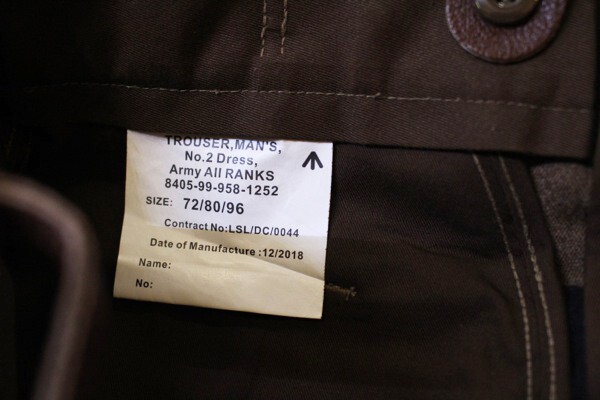 TROUSER,MAN'S,
No.2 Dress,
Army All RANKS
8405-99-958-1252
SIZE: 72/80/96
Contract No:LSL/DC/0044
Date of Manufacture :12/2018
Name:
No: